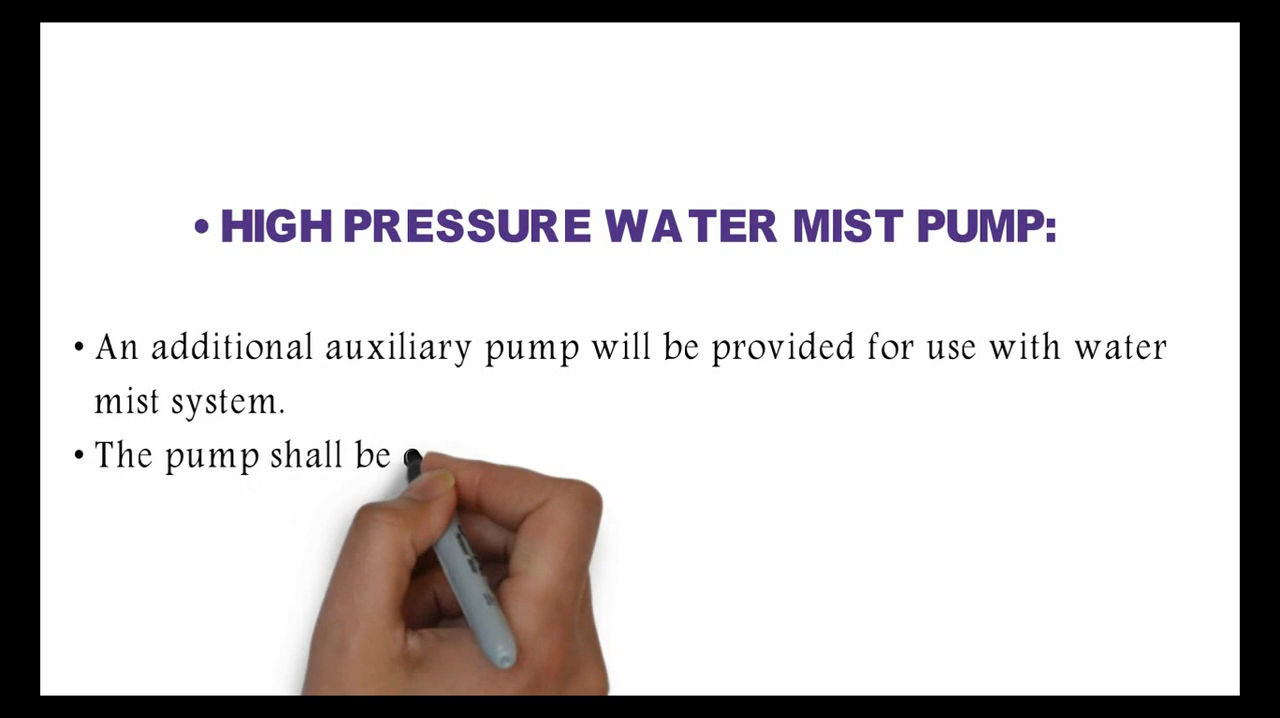 • HIGH PRESSURE WATER MIST PUMP:
• An additional auxiliary pump will be provided for use with water
mist system.
• The pump shall be